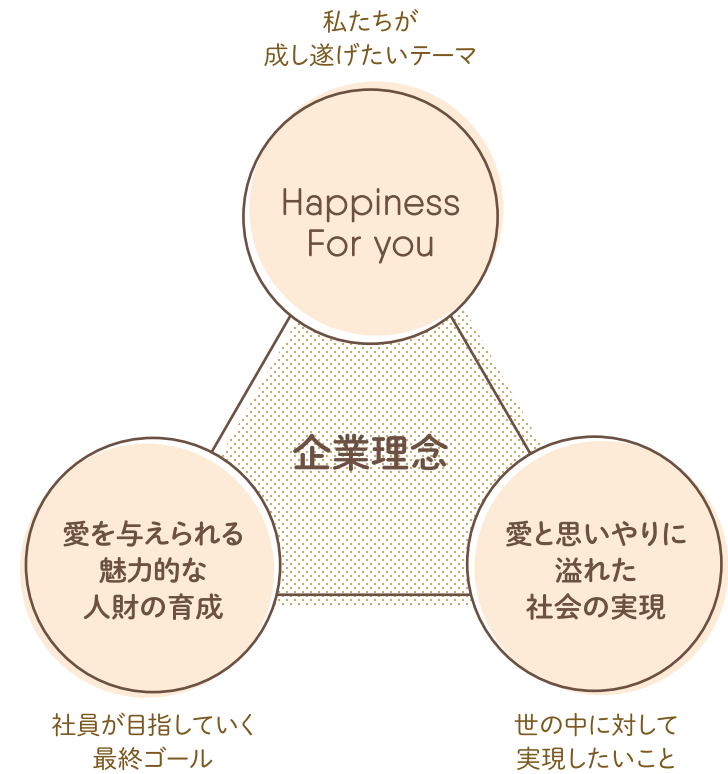 私たちが
成し遂げたいテーマ
Happiness
For you
企業理念
愛を与えられる
魅力的な
人財の育成
社員が目指していく
最終ゴール
愛と思いやりに
溢れた
社会の実現
世の中に対して
実現したいこと